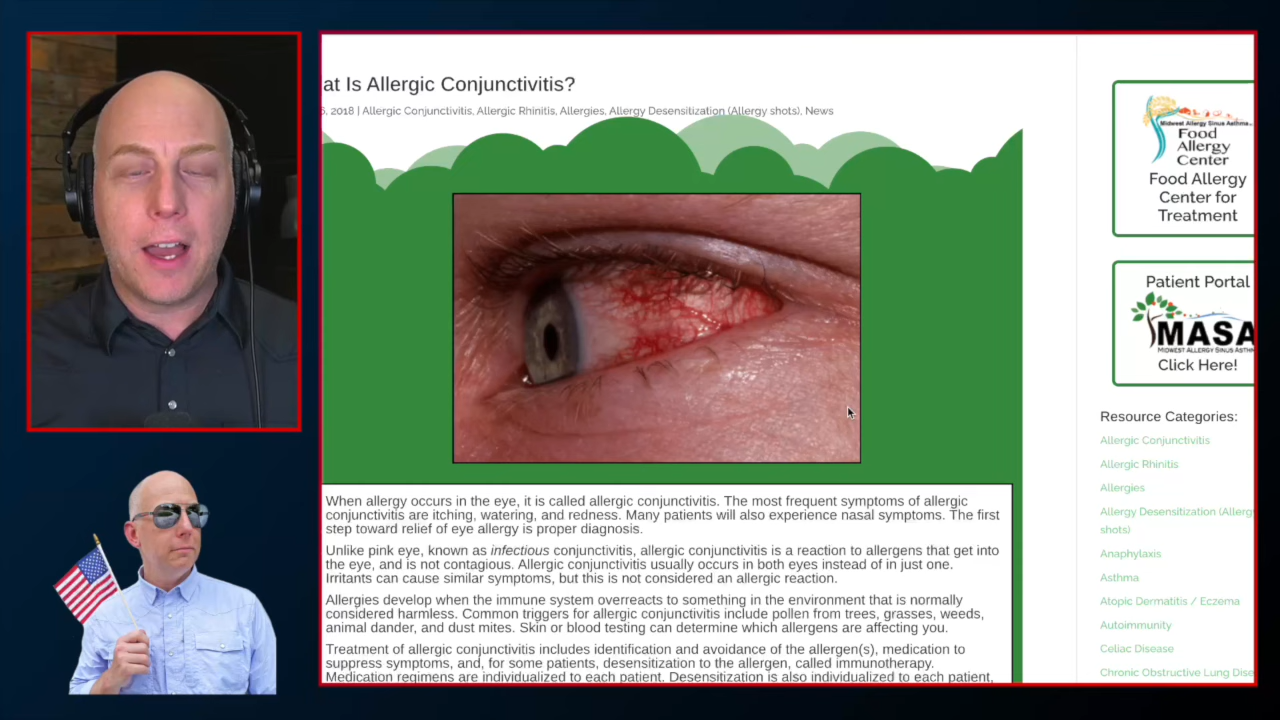 at Is Allergic Conjunctivitis?
6, 2018 | Allergic Conjunctivitis, Allergic Rhinitis, Allergies, Allergy Desensitization (Allergy shots), News
When allergy occurs in the eye, it is called allergic conjunctivitis. The most frequent symptoms of allergic
conjunctivitis are itching, watering, and redness. Many patients will also experience nasal symptoms. The first
step toward relief of eye allergy is proper diagnosis.
Unlike pink eye, known as infectious conjunctivitis, allergic conjunctivitis is a reaction to allergens that get into
the eye, and is not contagious. Allergic conjunctivitis usually occurs in both eyes instead of in just one.
Irritants can cause similar symptoms, but this is not considered an allergic reaction.
Allergies develop when the immune system overreacts to something in the environment that is normally
considered harmless. Common triggers for allergic conjunctivitis include pollen from trees, grasses, weeds,
animal dander, and dust mites. Skin or blood testing can determine which allergens are affecting you.
Treatment of allergic conjunctivitis includes identification and avoidance of the allergen(s), medication to
suppress symptoms, and, for some patients, desensitization to the allergen, called immunotherapy.
Medication regimens are individualized to each patient. Desensitization is also individualized to each patient,
Midwest Allergy Sinus Asthma
Food
Allergy
Center
Food Allergy
Center for
Treatment
Patient Portal
MASA
MIDWEST ALLERGY SINUS ASTHM
Click Here!
Resource Categories:
Allergic Conjunctivitis
Allergic Rhinitis
Allergies
Allergy Desensitization (Allerg
shots)
Anaphylaxis
Asthma
Atopic Dermatitis / Eczema
Autoimmunity
Celiac Disease
Chronic Obstructive Lung Dise